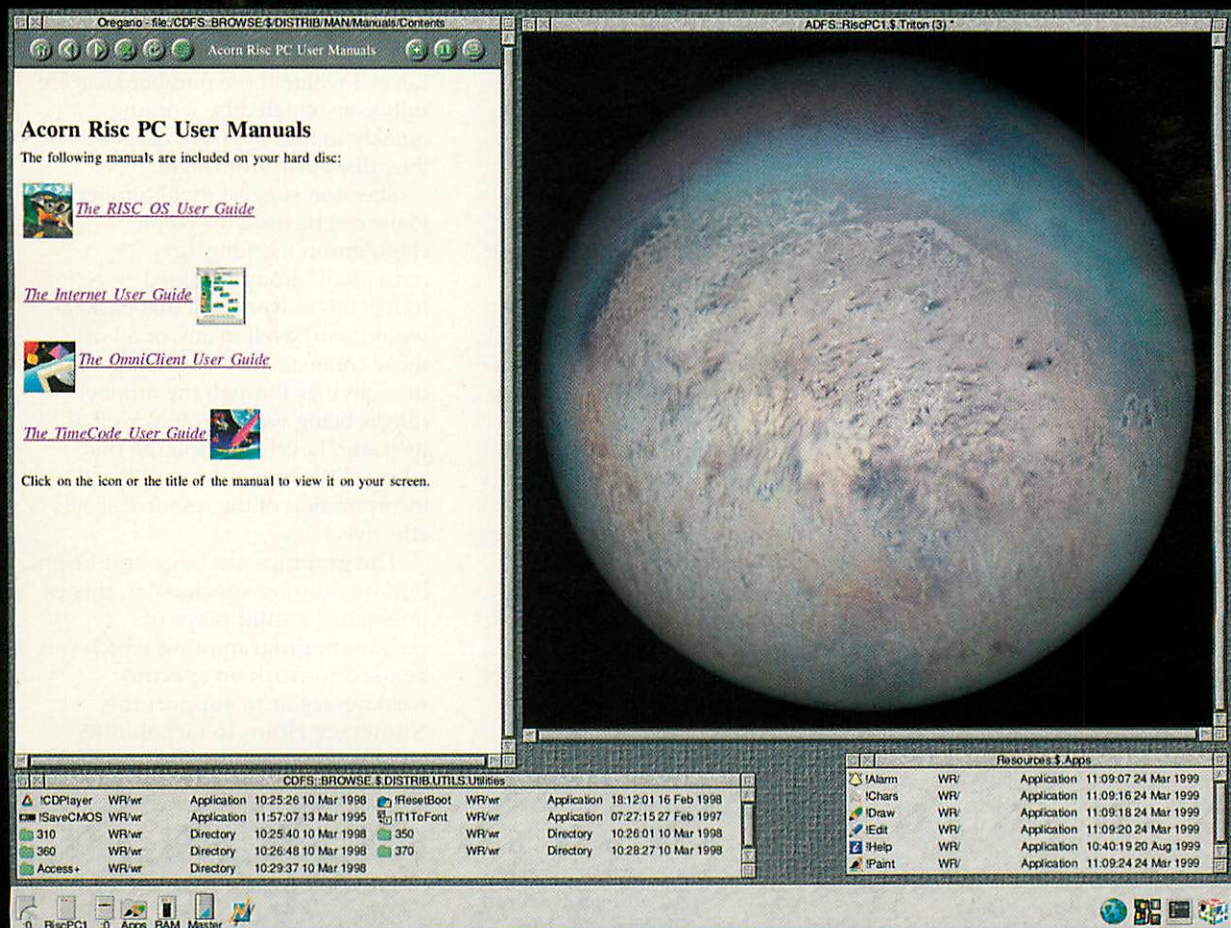 Oregano - file:/CDFS::BROWSE/$/DISTRIB/MAN/Manuals/Contents
Acorn Risc PC User Manuals
Acorn Risc PC User Manuals
The following manuals are included on your hard disc:
The RISC OS User Guide
The Internet User Guide
The OmniClient User Guide
The TimeCode User Guide
Click on the icon or the title of the manual to view it on your screen.
ADFS::RiscPC1.$.Triton (3) *
CDFS::BROWSE.$.DISTRIB.UTILS.Utilities
!CDPlayer WR/wr Application 10:25:26 10 Mar 1998 !ResetBoot WR/wr Application 18:12:01 16 Feb 1998
!SaveCMOS WR/wr Application 11:57:07 13 Mar 1995 !T1ToFont WR/wr Application 07:27:15 27 Feb 1997
310 WR/wr Directory 10:25:40 10 Mar 1998 350 WR/wr Directory 10:26:01 10 Mar 1998
360 WR/wr Directory 10:26:48 10 Mar 1998 370 WR/wr Directory 10:28:27 10 Mar 1998
Access+ WR/wr Directory 10:29:37 10 Mar 1998
Resources:$.Apps
!Alarm WR/ Application 11:09:07 24 Mar 1999
!Chars WR/ Application 11:09:16 24 Mar 1999
!Draw WR/ Application 11:09:18 24 Mar 1999
!Edit WR/ Application 11:09:20 24 Mar 1999
!Help WR/ Application 10:40:19 20 Aug 1999
!Paint WR/ Application 11:09:24 24 Mar 1999
:0 RiscPC1 :0 Apps RAM Master